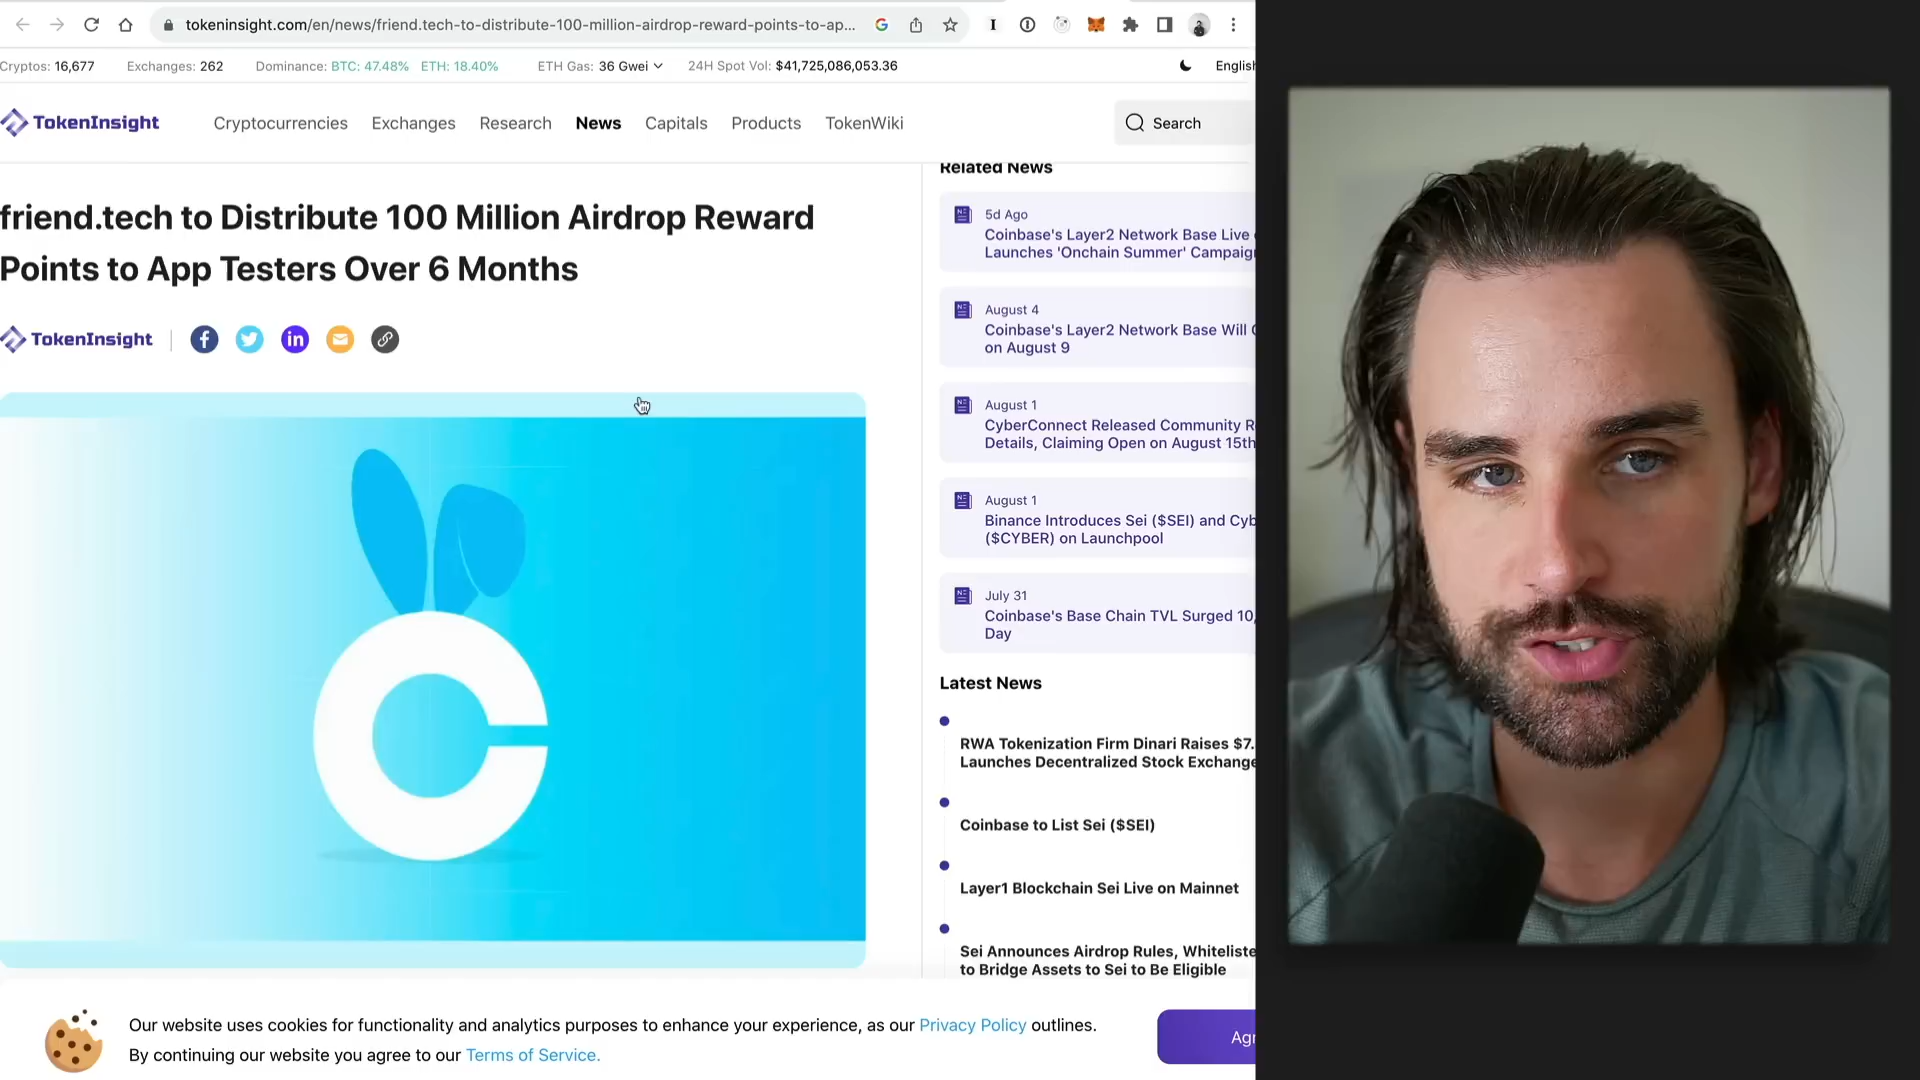 tokeninsight.com/en/news/friend.tech-to-distribute-100-million-airdrop-reward-points-to-ap...
Cryptos: 16,677 Exchanges: 262 Dominance: BTC: 47.48% ETH: 18.40% ETH Gas: 36 Gwei 24H Spot Vol: $41,725,086,053.36 English
TokenInsight Cryptocurrencies Exchanges Research News Capitals Products TokenWiki Search
friend.tech to Distribute 100 Million Airdrop Reward
Points to App Testers Over 6 Months
TokenInsight
Related News
5d Ago
Coinbase's Layer2 Network Base Live
Launches 'Onchain Summer' Campaign
August 4
Coinbase's Layer2 Network Base Will
on August 9
August 1
CyberConnect Released Community R
Details, Claiming Open on August 15th
August 1
Binance Introduces Sei ($SEI) and Cyb
($CYBER) on Launchpool
July 31
Coinbase's Base Chain TVL Surged 10,
Day
Latest News
RWA Tokenization Firm Dinari Raises $7.
Launches Decentralized Stock Exchange
Coinbase to List Sei ($SEI)
Layer1 Blockchain Sei Live on Mainnet
Sei Announces Airdrop Rules, Whiteliste
to Bridge Assets to Sei to Be Eligible
Our website uses cookies for functionality and analytics purposes to enhance your experience, as our Privacy Policy outlines.
By continuing our website you agree to our Terms of Service.
Agr